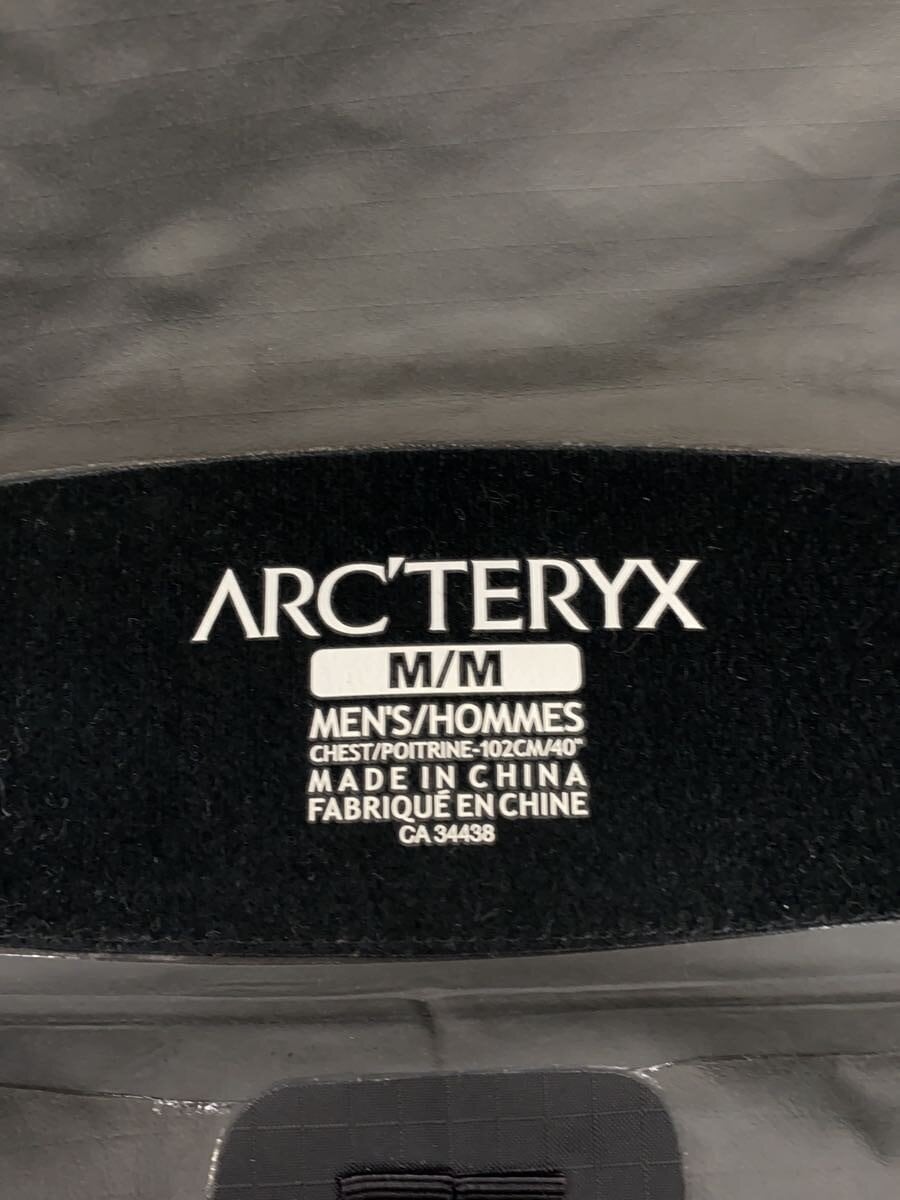 ARC'TERYX
M/M
MEN'S/HOMMES
CHEST/POITRINE-102CM/40"
MADE IN CHINA
FABRIQUÉ EN CHINE
CA 34438